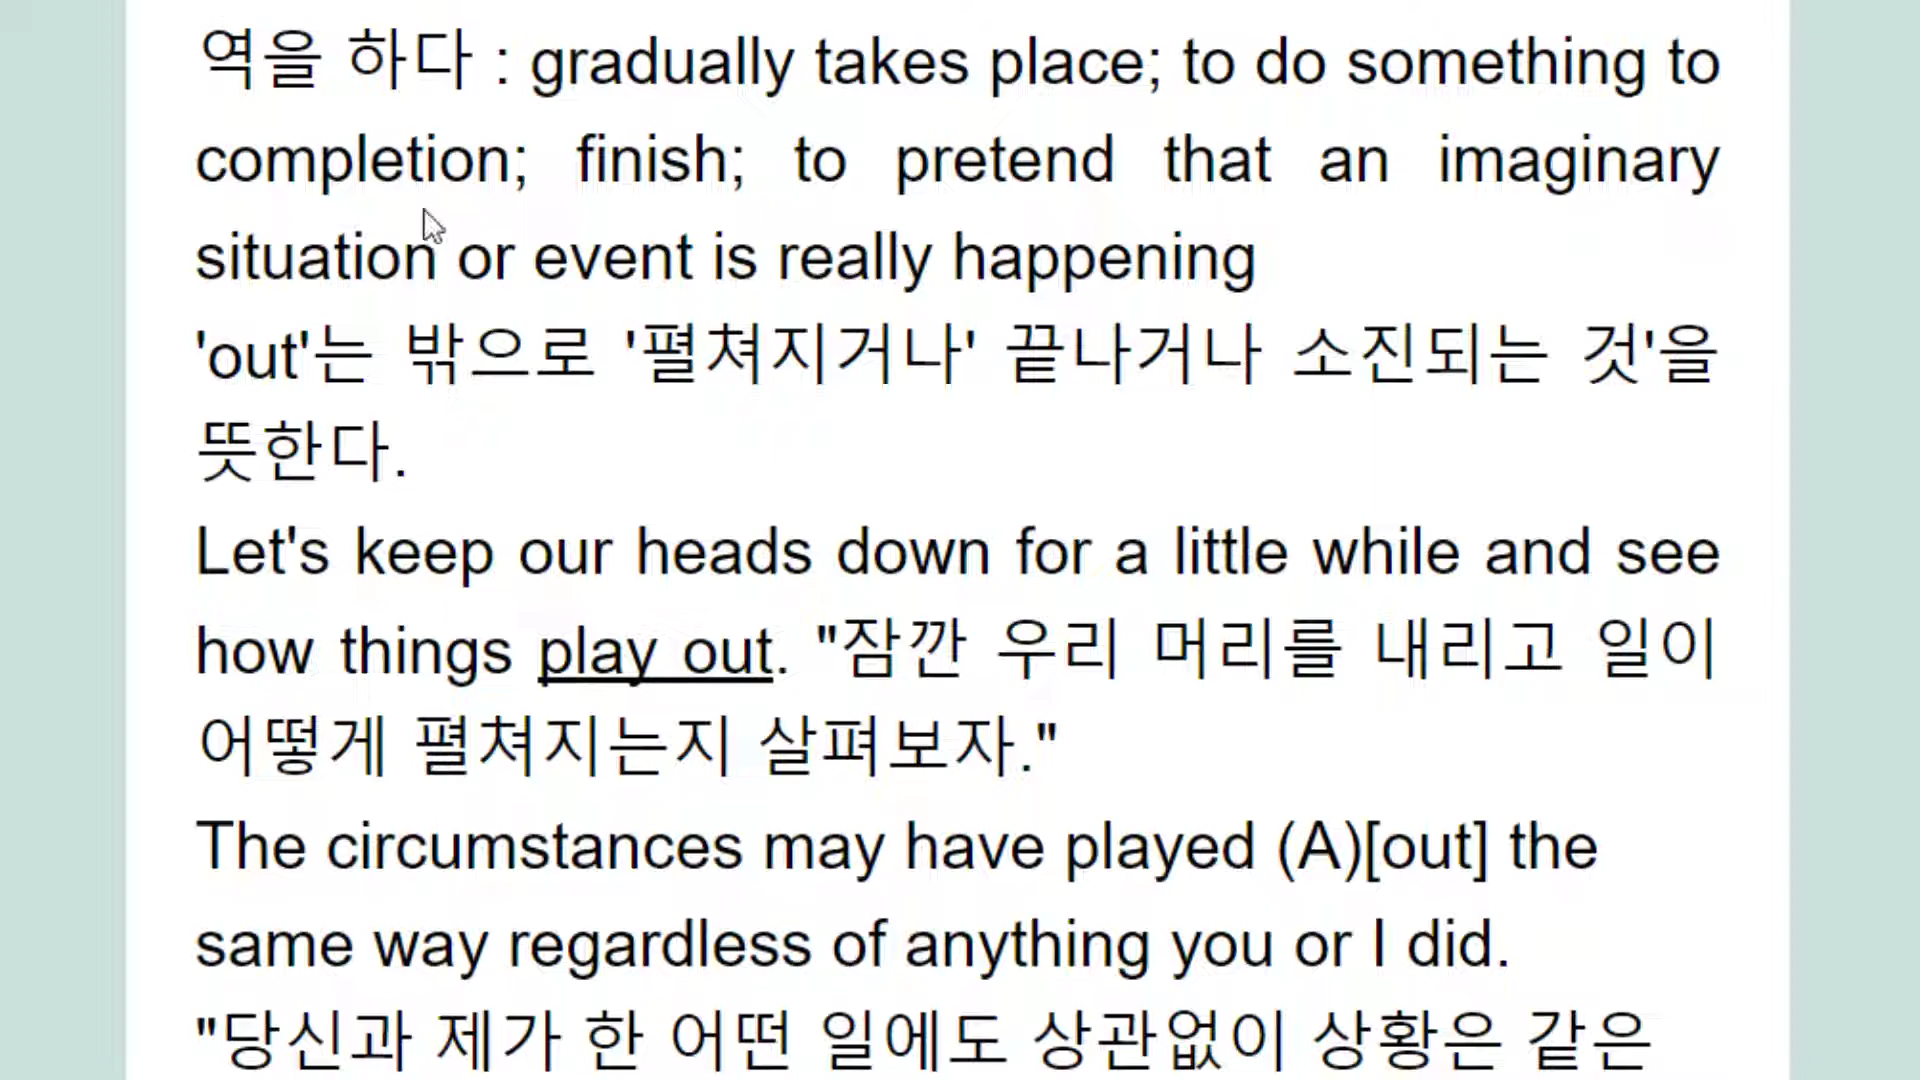 역을 하다 : gradually takes place; to do something to
completion; finish; to pretend that an imaginary
situation or event is really happening
'out'는 밖으로 '펼쳐지거나' 끝나거나 소진되는 것'을
뜻한다.
Let's keep our heads down for a little while and see
how things play out. "잠깐 우리 머리를 내리고 일이
어떻게 펼쳐지는지 살펴보자."
The circumstances may have played (A)[out] the
same way regardless of anything you or I did.
"당신과 제가 한 어떤 일에도 상관없이 상황은 같은